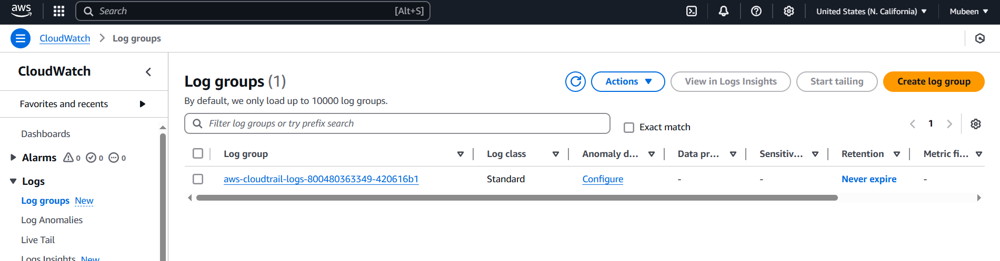 aws
Search [Alt+S]
United States (N. California)
Mubeen
CloudWatch
Log groups
CloudWatch
Favorites and recents
Dashboards
Alarms 0 0 0
Logs
Log groups New
Log Anomalies
Live Tail
Logs Insights New
Log groups (1)
Actions
View in Logs Insights
Start tailing
Create log group
By default, we only load up to 10000 log groups.
Filter log groups or try prefix search
Exact match
1
Log group Log class Anomaly d... Data pr... Sensitiv... Retention Metric fi...
aws-cloudtrail-logs-800480363349-420616b1 Standard Configure - - Never expire -